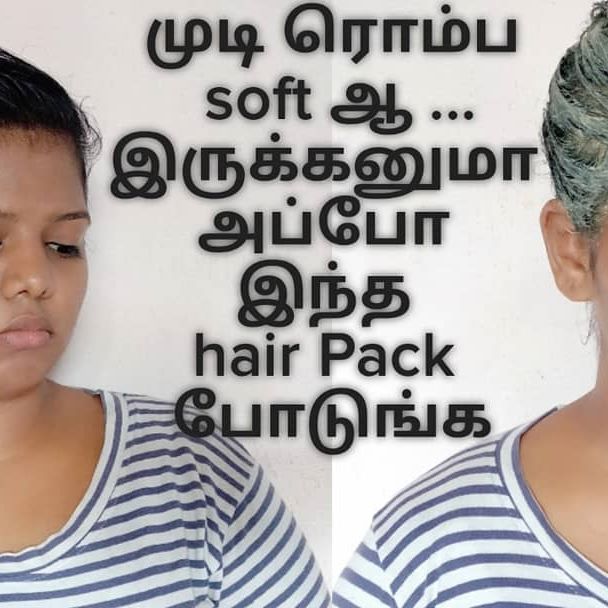 முடி ரொம்ப
soft ஆ ...
இருக்கனுமா
அப்போ
இந்த
hair Pack
போடுங்க